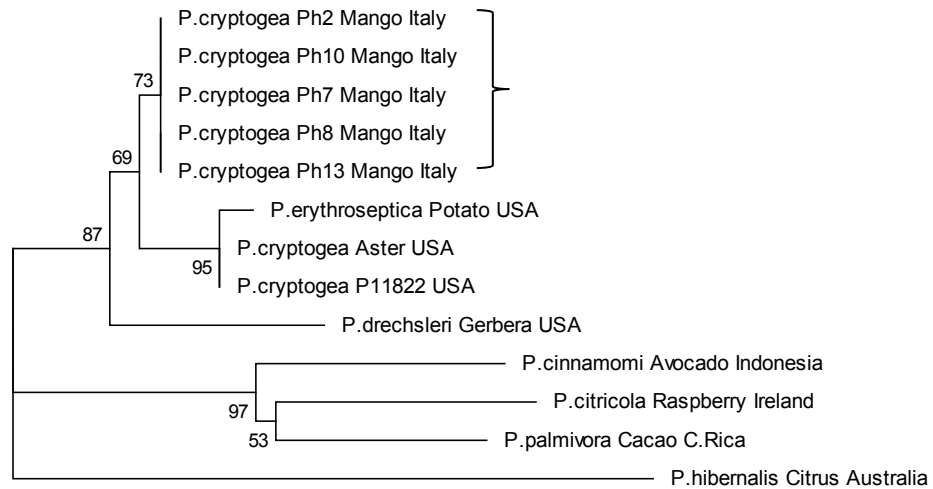 P.cryptogea Ph2 Mango Italy
P.cryptogea Ph10 Mango Italy
73
P.cryptogea Ph7 Mango Italy
P.cryptogea Ph8 Mango Italy
69
P.cryptogea Ph13 Mango Italy
P.erythroseptica Potato USA
87
P.cryptogea Aster USA
95
P.cryptogea P11822 USA
P.drechsleri Gerbera USA
P.cinnamomi Avocado Indonesia
97
P.citricola Raspberry Ireland
53
P.palmivora Cacao C.Rica
P.hibernalis Citrus Australia